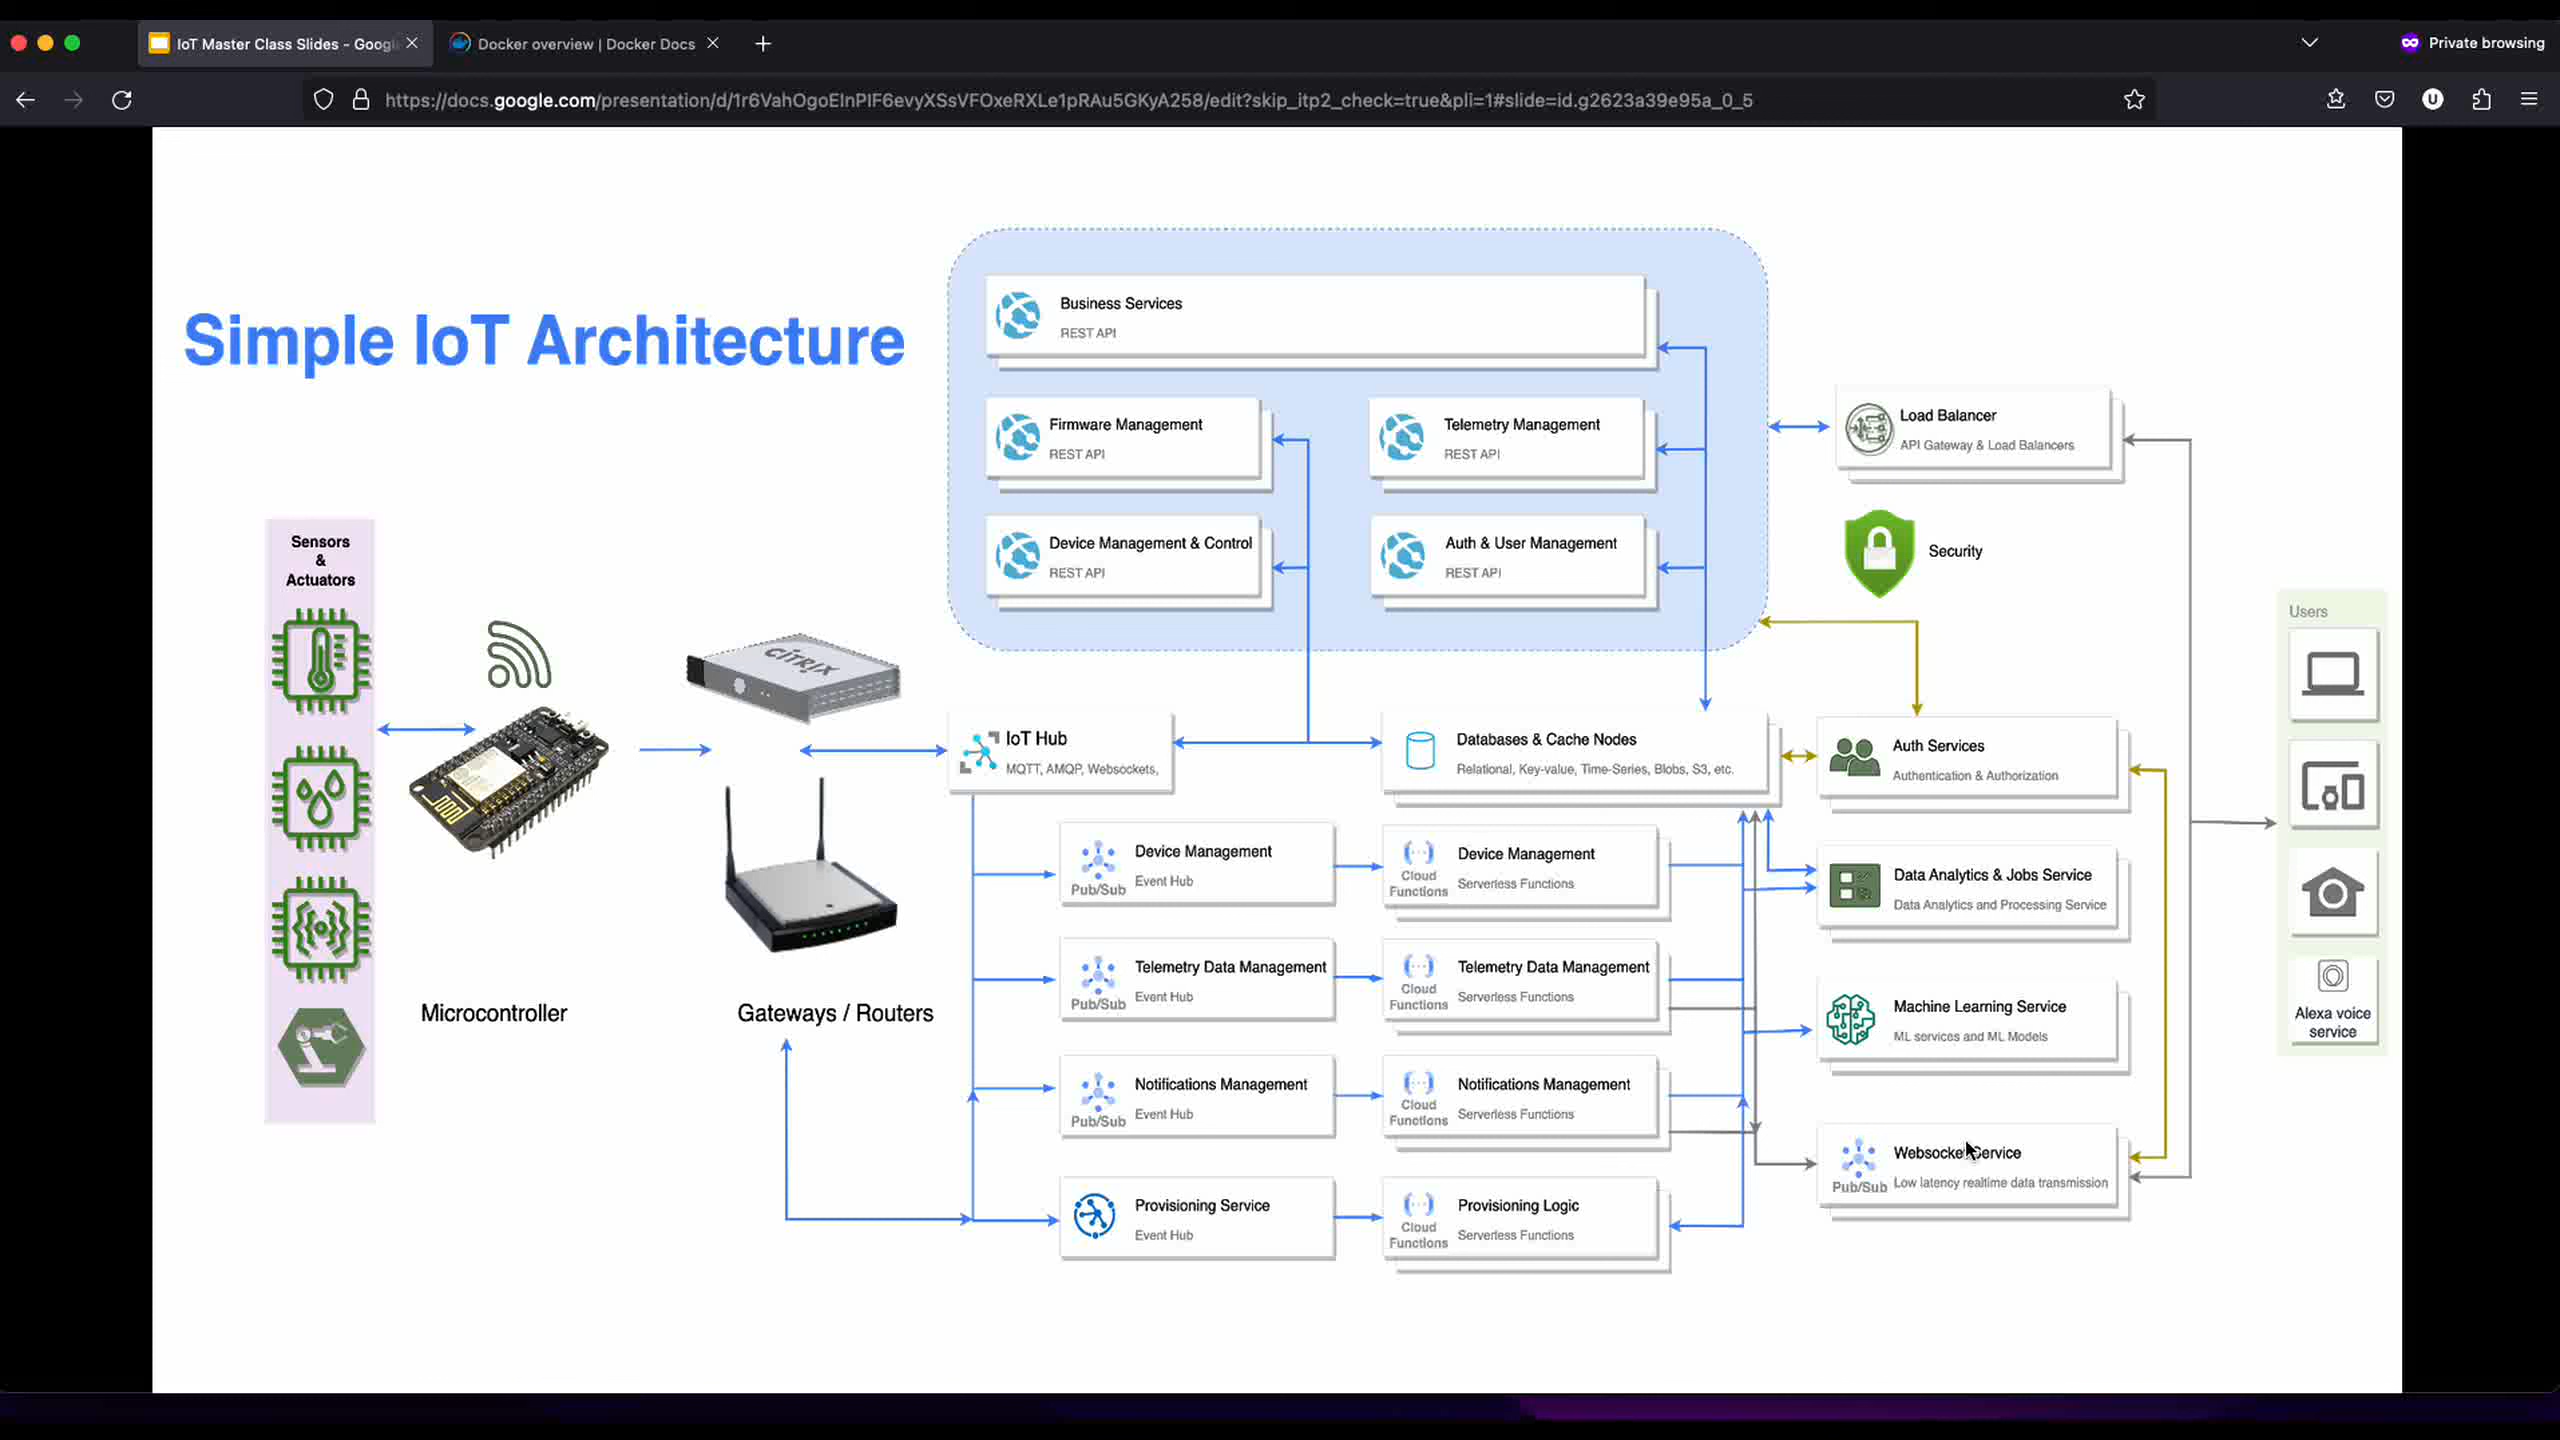 IoT Master Class Slides - Googl
Docker overview | Docker Docs
Private browsing
https://docs.google.com/presentation/d/1r6VahOgoEInPIF6evyXSsVFOxeRXLe1pRAu5GKyA258/edit?skip_itp2_check=true&pli=1#slide=id.g2623a39e95a_0_5
U
Simple IoT Architecture
Business Services
REST API
Firmware Management
REST API
Telemetry Management
REST API
Device Management & Control
REST API
Auth & User Management
REST API
Load Balancer
API Gateway & Load Balancers
Security
Sensors
&
Actuators
Microcontroller
CITRIX
Gateways / Routers
IoT Hub
MQTT, AMQP, Websockets,
Databases & Cache Nodes
Relational, Key-value, Time-Series, Blobs, S3, etc.
Auth Services
Authentication & Authorization
Pub/Sub
Device Management
Event Hub
Cloud
Functions
Device Management
Serverless Functions
Data Analytics & Jobs Service
Data Analytics and Processing Service
Pub/Sub
Telemetry Data Management
Event Hub
Cloud
Functions
Telemetry Data Management
Serverless Functions
Machine Learning Service
ML services and ML Models
Pub/Sub
Notifications Management
Event Hub
Cloud
Functions
Notifications Management
Serverless Functions
Pub/Sub
Websocket Service
Low latency realtime data transmission
Provisioning Service
Event Hub
Cloud
Functions
Provisioning Logic
Serverless Functions
Users
Alexa voice
service